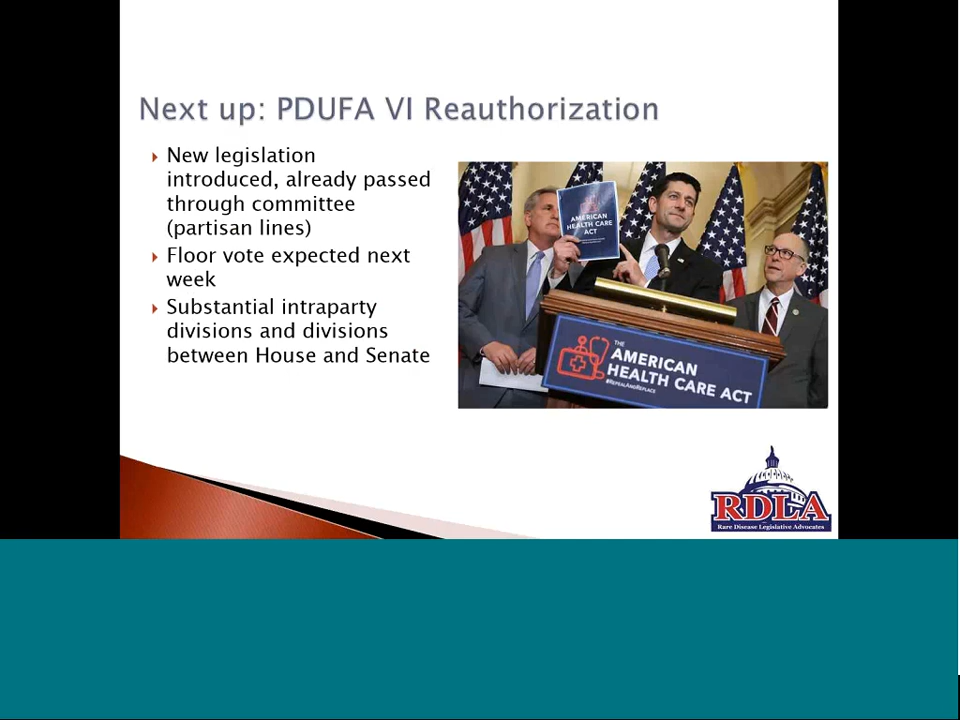 Next up: PDUFA VI Reauthorization
New legislation
introduced, already passed
through committee
(partisan lines)
Floor vote expected next
week
Substantial intraparty
divisions and divisions
between House and Senate
AMERICAN
HEALTH CARE
ACT
THE
AMERICAN
HEALTH CARE ACT
#REPEALANDREPLACE
RDLA
Rare Disease Legislative Advocates